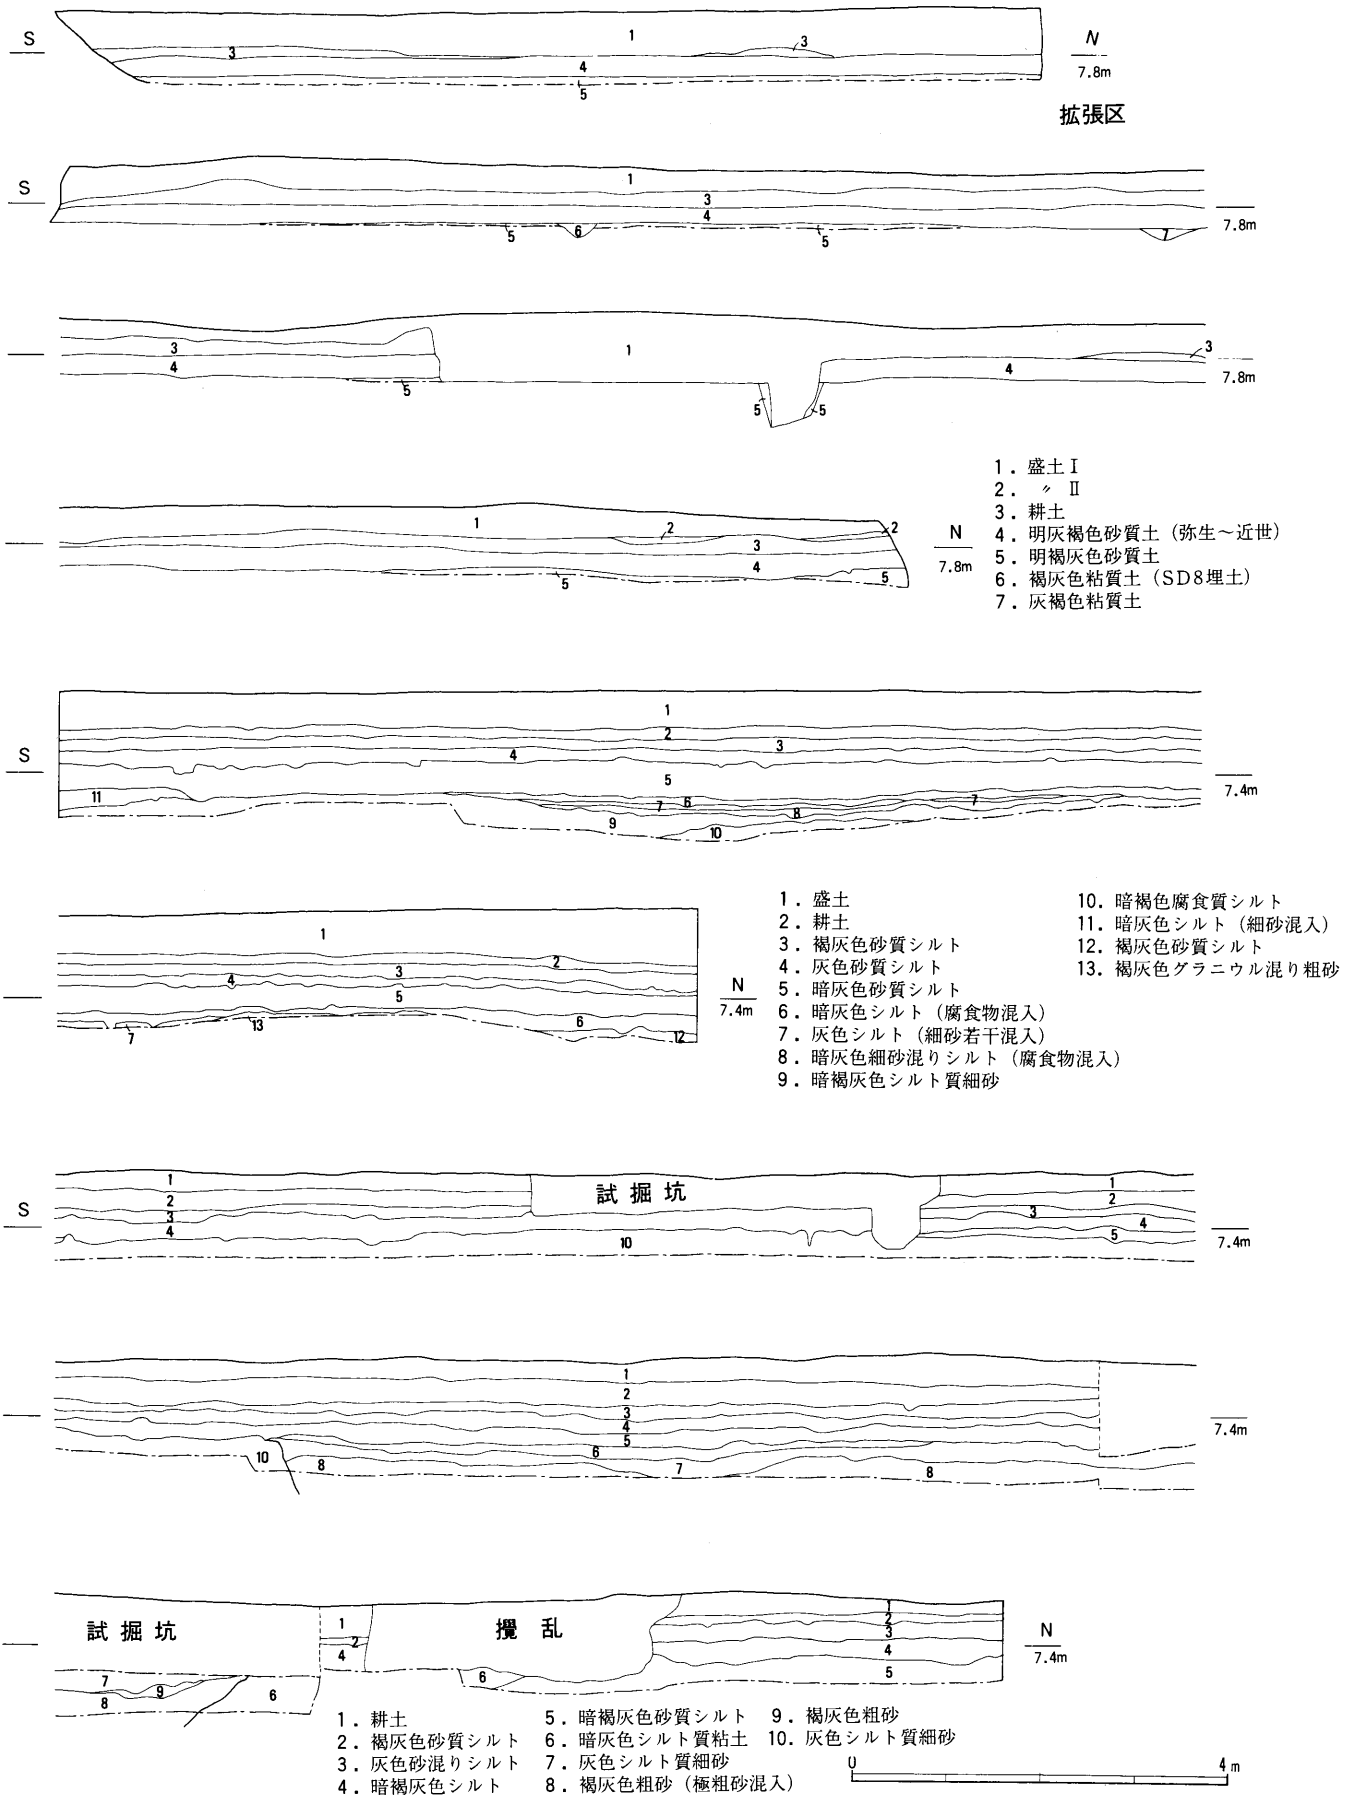 S
1
3
3
4
5
N
7.8m
拡張区
S
1
3
4
5
6
5
7
7.8m
3
1
3
4
4
5
5
5
7.8m
1
2
2
3
4
5
5
N
7.8m
1. 盛土Ⅰ
2. 〃 Ⅱ
3. 耕土
4. 明灰褐色砂質土 (弥生～近世)
5. 明褐灰色砂質土
6. 褐灰色粘質土 (SD8埋土)
7. 灰褐色粘質土
S
1
2
3
4
5
11
6
7
7
8
9
10
7.4m
1
2
3
4
5
6
7
13
12
N
7.4m
1. 盛土
2. 耕土
3. 褐灰色砂質シルト
4. 灰色砂質シルト
5. 暗灰色砂質シルト
6. 暗灰色シルト (腐食物混入)
7. 灰色シルト (細砂若干混入)
8. 暗灰色細砂混りシルト (腐食物混入)
9. 暗褐灰色シルト質細砂
10. 暗褐色腐食質シルト
11. 暗灰色シルト (細砂混入)
12. 褐灰色砂質シルト
13. 褐灰色グラニウル混り粗砂
S
1
2
3
4
試掘坑
10
1
2
3
4
5
7.4m
1
2
3
4
5
6
10
8
7
8
7.4m
試掘坑
1
2
4
攪乱
1
2
3
4
5
7
9
8
6
6
N
7.4m
1. 耕土
2. 褐灰色砂質シルト
3. 灰色砂混りシルト
4. 暗褐灰色シルト
5. 暗褐灰色砂質シルト
6. 暗灰色シルト質粘土
7. 灰色シルト質細砂
8. 褐灰色粗砂 (極粗砂混入)
9. 褐灰色粗砂
10. 灰色シルト質細砂
0
4m